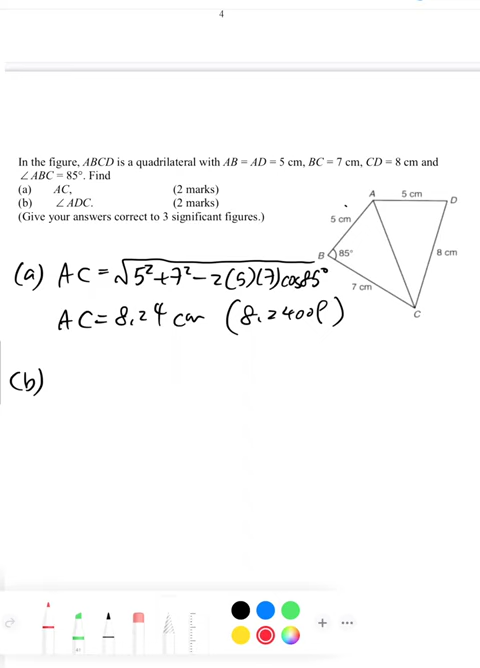 4
In the figure, ABCD is a quadrilateral with AB = AD = 5 cm, BC = 7 cm, CD = 8 cm and
∠ABC = 85°. Find
(a) AC, (2 marks)
(b) ∠ADC. (2 marks)
(Give your answers correct to 3 significant figures.)
A 5 cm D
5 cm
B 85° 8 cm
7 cm
C
(a) AC = √5²+7²−2(5)(7)cos85°
AC = 8.24 cm (8.2400P)
(b)